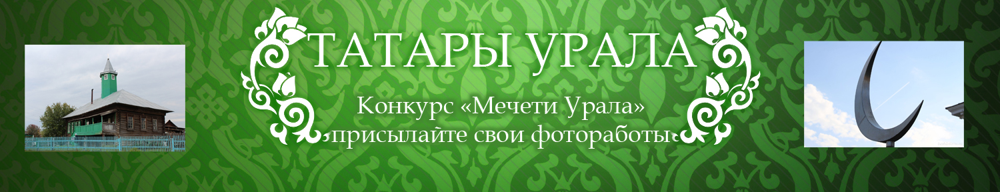 ТАТАРЫ УРАЛА
Конкурс «Мечети Урала»
присылайте свои фотоработы